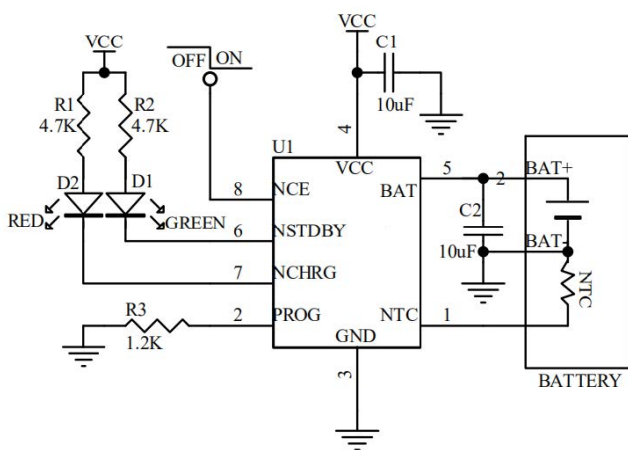 VCC
OFF ON
VCC
C1
10uF
R1 R2
4.7K 4.7K
4
U1
VCC
D2 D1
RED GREEN
8 NCE
BAT 5 2 BAT+
6 NSTDBY
C2
10uF
BAT-
7 NCHRG
NTC
R3
1.2K
2 PROG
NTC 1
GND
3
BATTERY